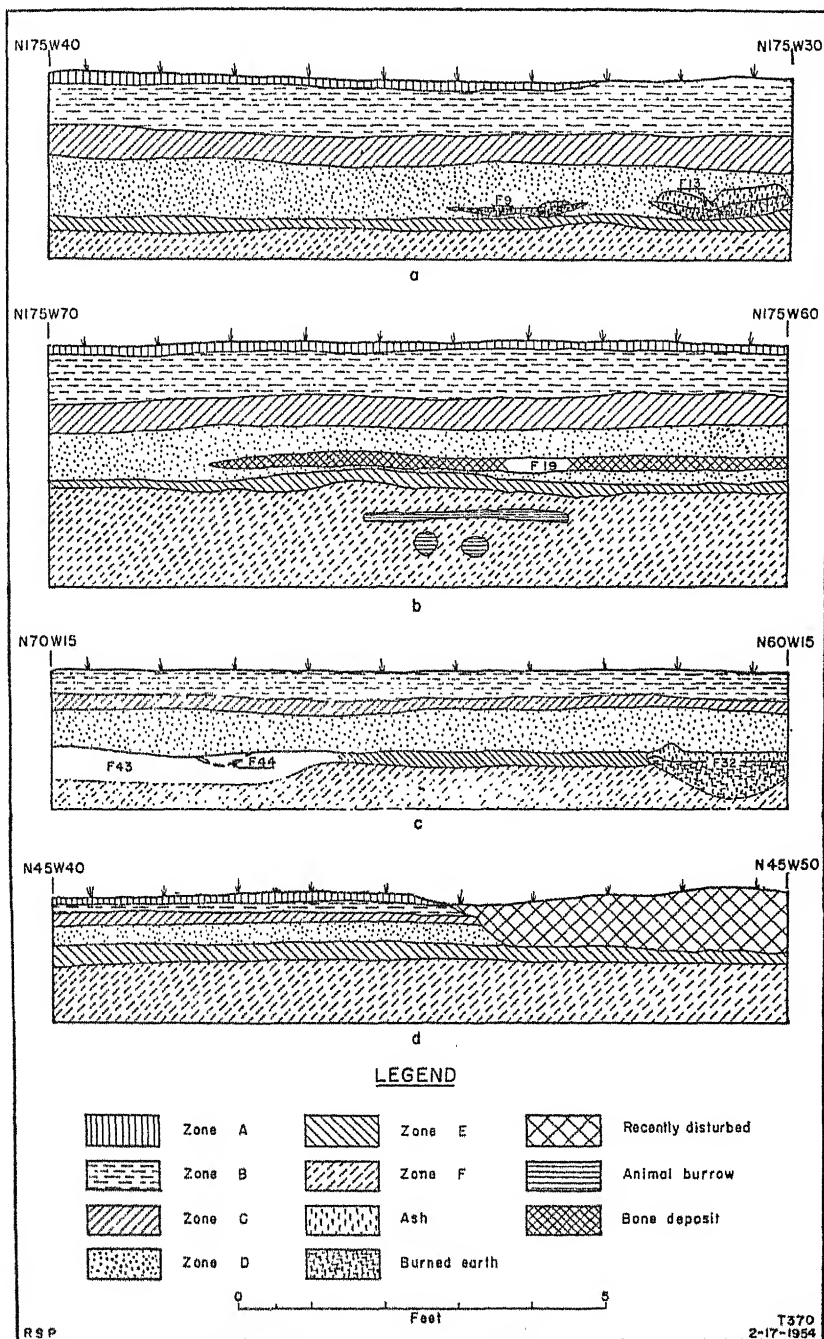 N175W40 N175W30
F9 F13
a
N175W70 N175W60
F19
b
N70W15 N60W15
F43 F44 F32
c
N45W40 N45W50
d
LEGEND
Zone A Zone E Recently disturbed
Zone B Zone F Animal burrow
Zone C Ash Bone deposit
Zone D Burned earth
0 5
Feet
RSP T370
2-17-1954